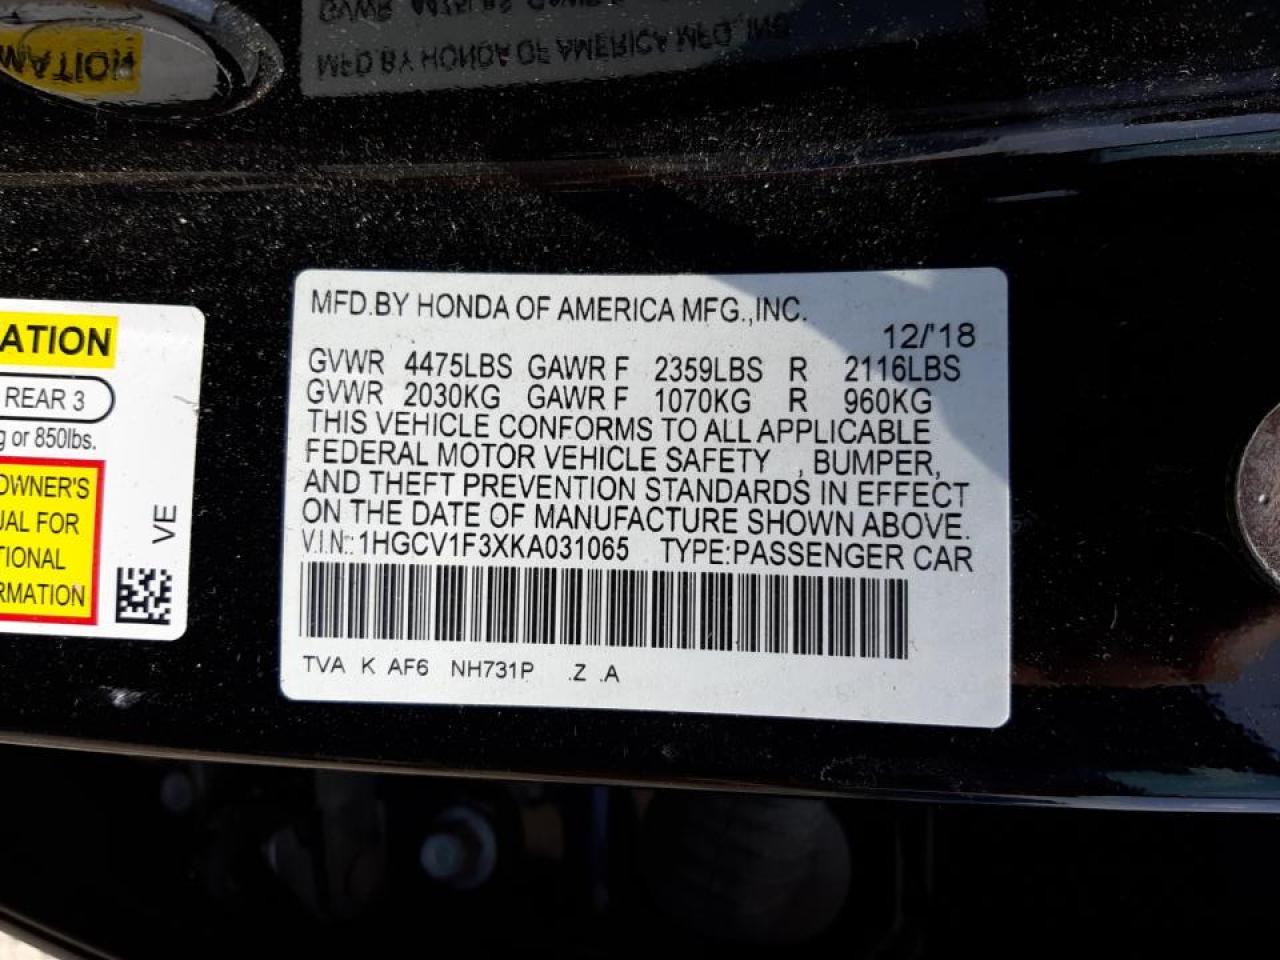 MFD BY HONDA OF AMERICA MFG., INC.
MATION
MFD.BY HONDA OF AMERICA MFG.,INC.
12/'18
GVWR 4475LBS GAWR F 2359LBS R 2116LBS
GVWR 2030KG GAWR F 1070KG R 960KG
THIS VEHICLE CONFORMS TO ALL APPLICABLE
FEDERAL MOTOR VEHICLE SAFETY , BUMPER,
AND THEFT PREVENTION STANDARDS IN EFFECT
ON THE DATE OF MANUFACTURE SHOWN ABOVE.
V.I.N.: 1HGCV1F3XKA031065 TYPE:PASSENGER CAR
TVA K AF6 NH731P .Z .A
ATION
REAR 3
g or 850lbs.
OWNER'S
UAL FOR
TIONAL
RMATION
VE